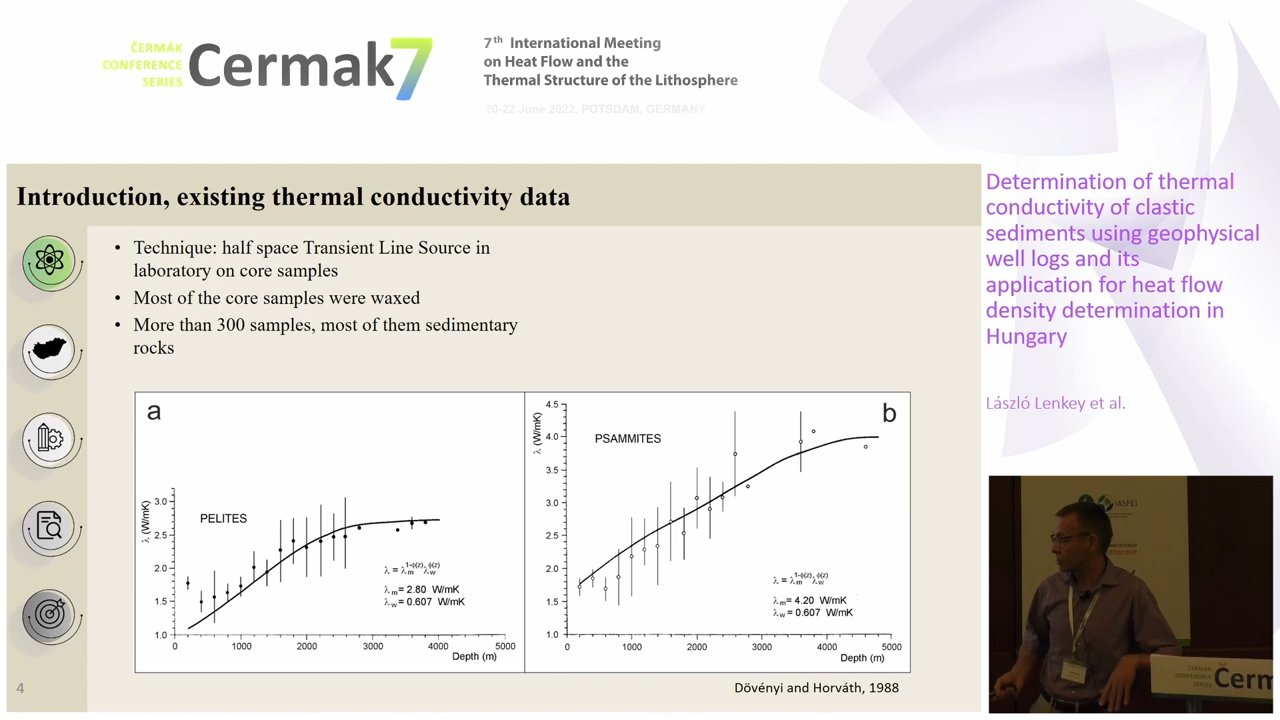 ČERMÁK
CONFERENCE
SERIES
Cermak7
7th International Meeting
on Heat Flow and the
Thermal Structure of the Lithosphere
20-22 June 2022, POTSDAM, GERMANY
Introduction, existing thermal conductivity data
• Technique: half space Transient Line Source in
laboratory on core samples
• Most of the core samples were waxed
• More than 300 samples, most of them sedimentary
rocks
a
PELITES
λ (W/mK)
3.0
2.5
2.0
1.5
1.0
λ = λm^1-ϕ(z) λw^ϕ(z)
λm = 2.80 W/mK
λw = 0.607 W/mK
0 1000 2000 3000 4000 5000
Depth (m)
b
PSAMMITES
λ (W/mK)
4.5
4.0
3.5
3.0
2.5
2.0
1.5
1.0
λ = λm^1-ϕ(z) λw^ϕ(z)
λm = 4.20 W/mK
λw = 0.607 W/mK
0 1000 2000 3000 4000 5000
Depth (m)
Dövényi and Horváth, 1988
4
Determination of thermal
conductivity of clastic
sediments using geophysical
well logs and its
application for heat flow
density determination in
Hungary
László Lenkey et al.
IASPEI
ČERMÁK
CONFERENCE
SERIES
Čerm